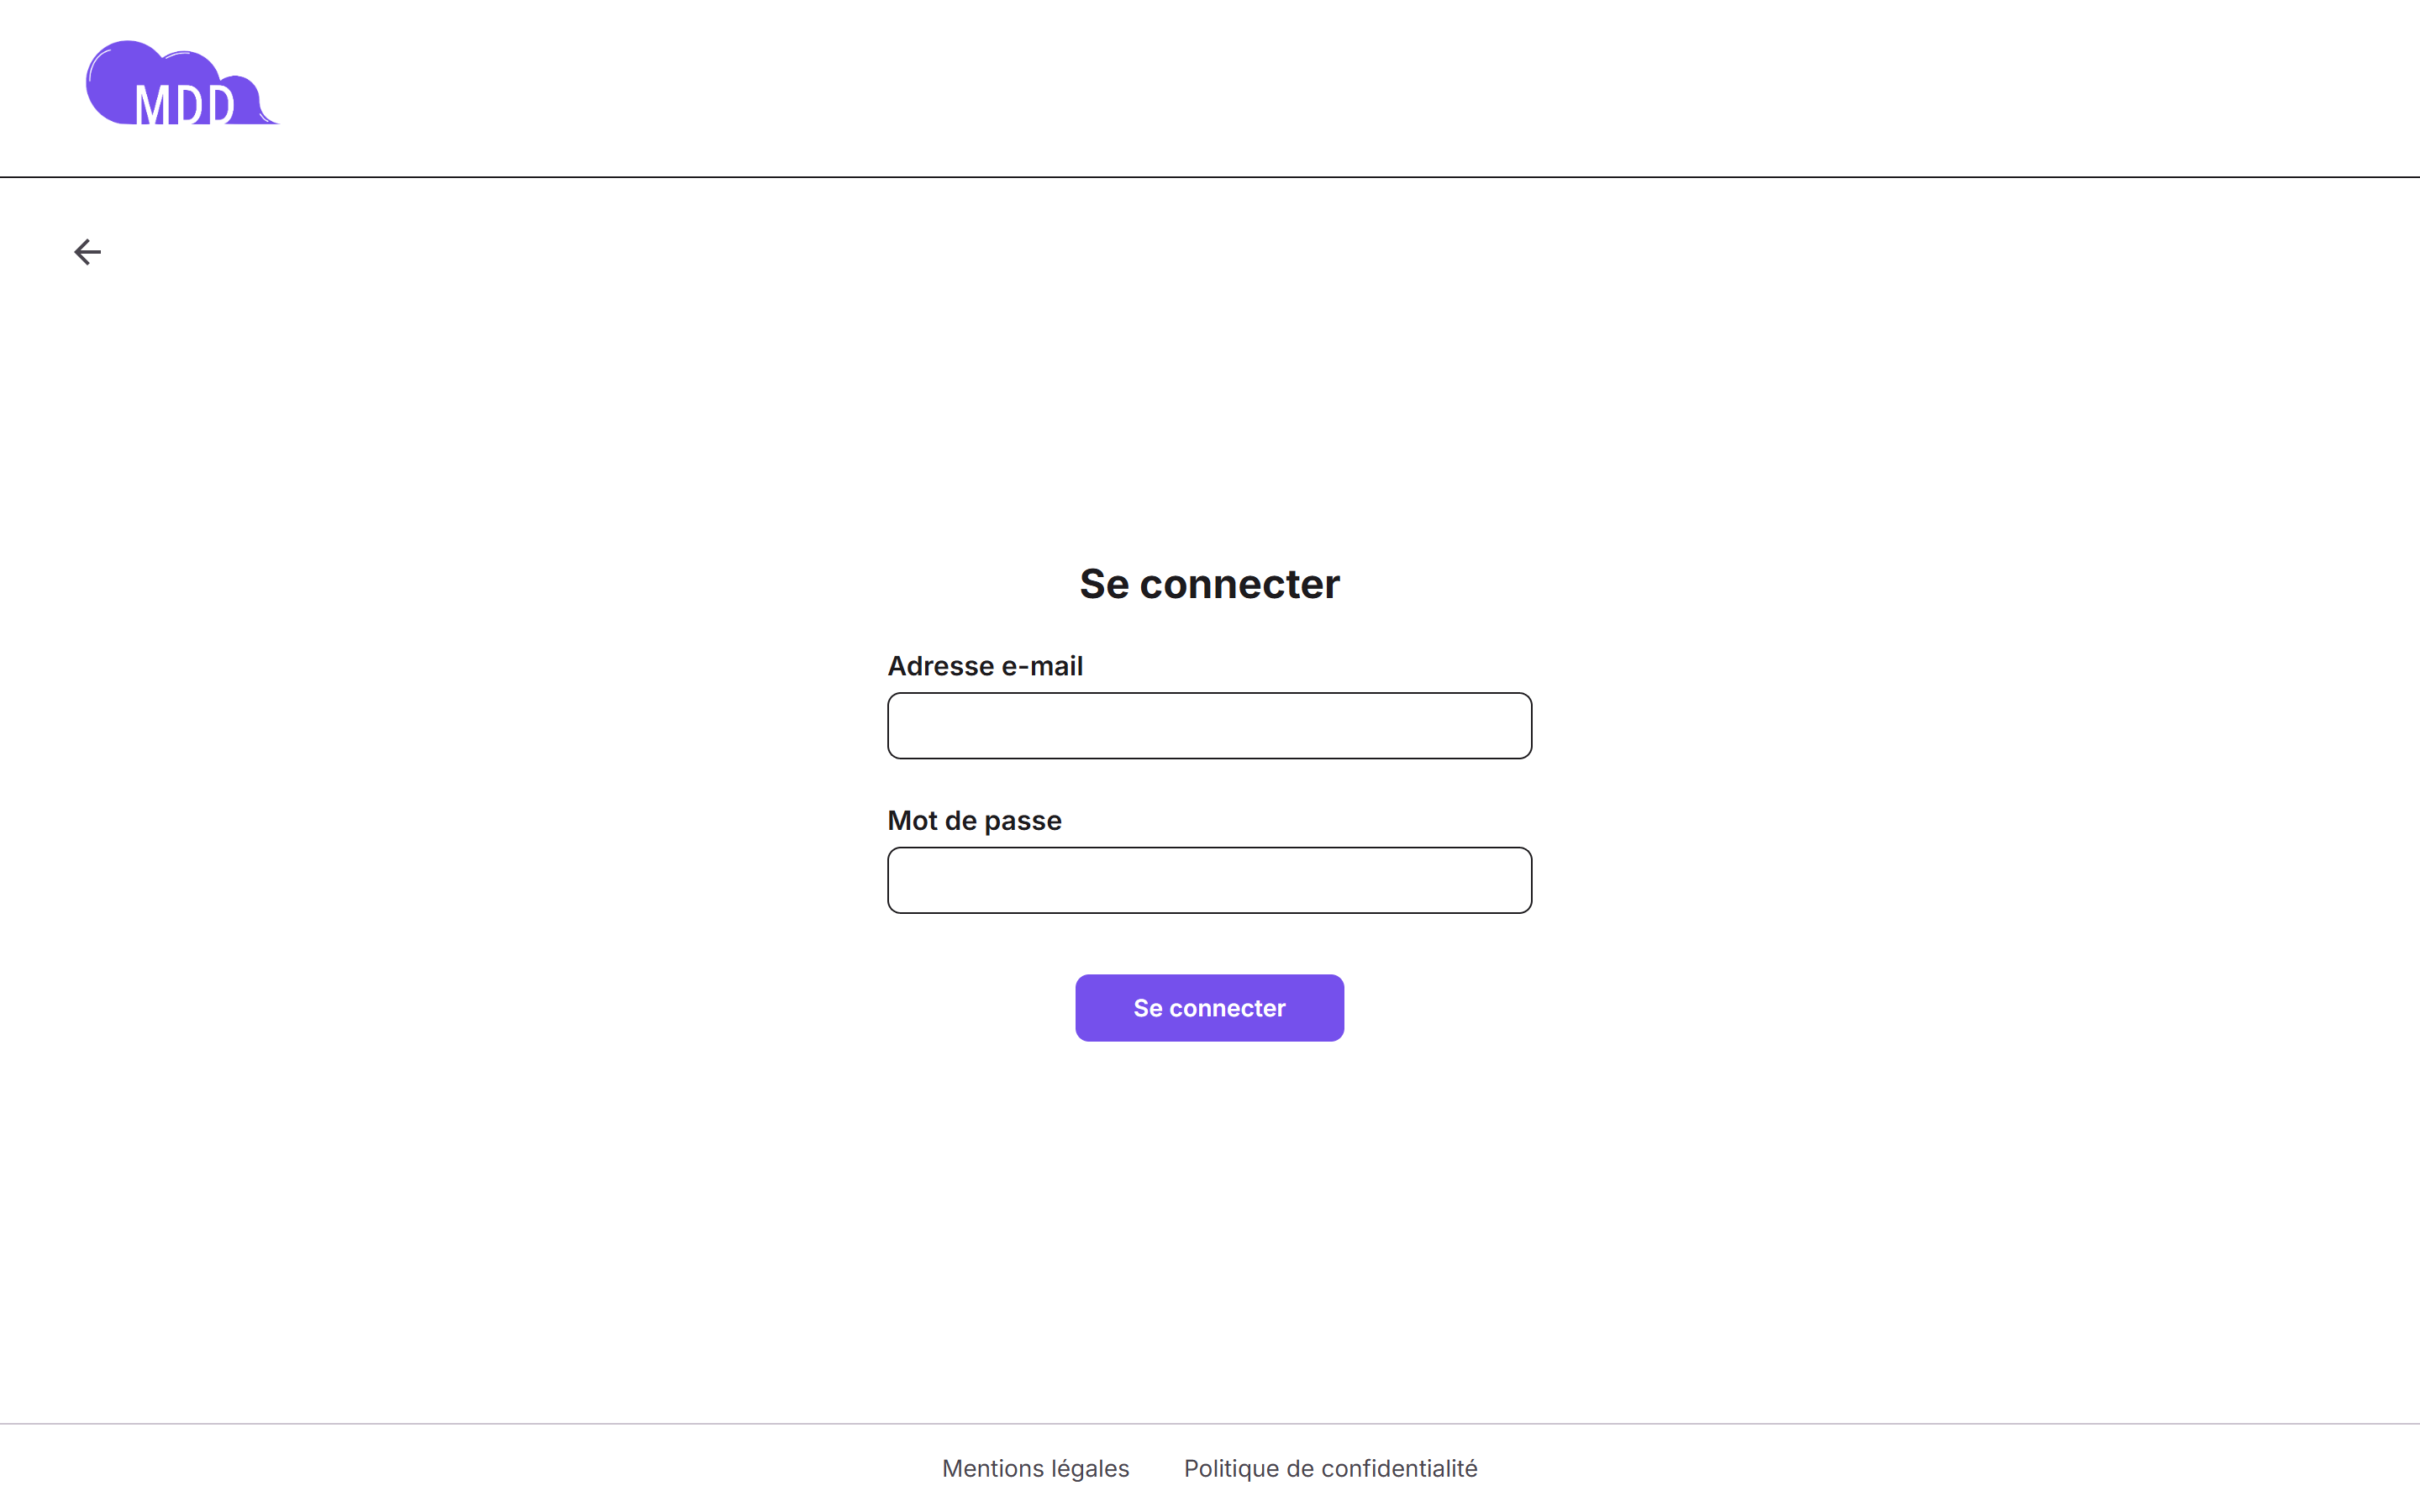 MDD
Se connecter
Adresse e-mail
Mot de passe
Se connecter
Mentions légales
Politique de confidentialité